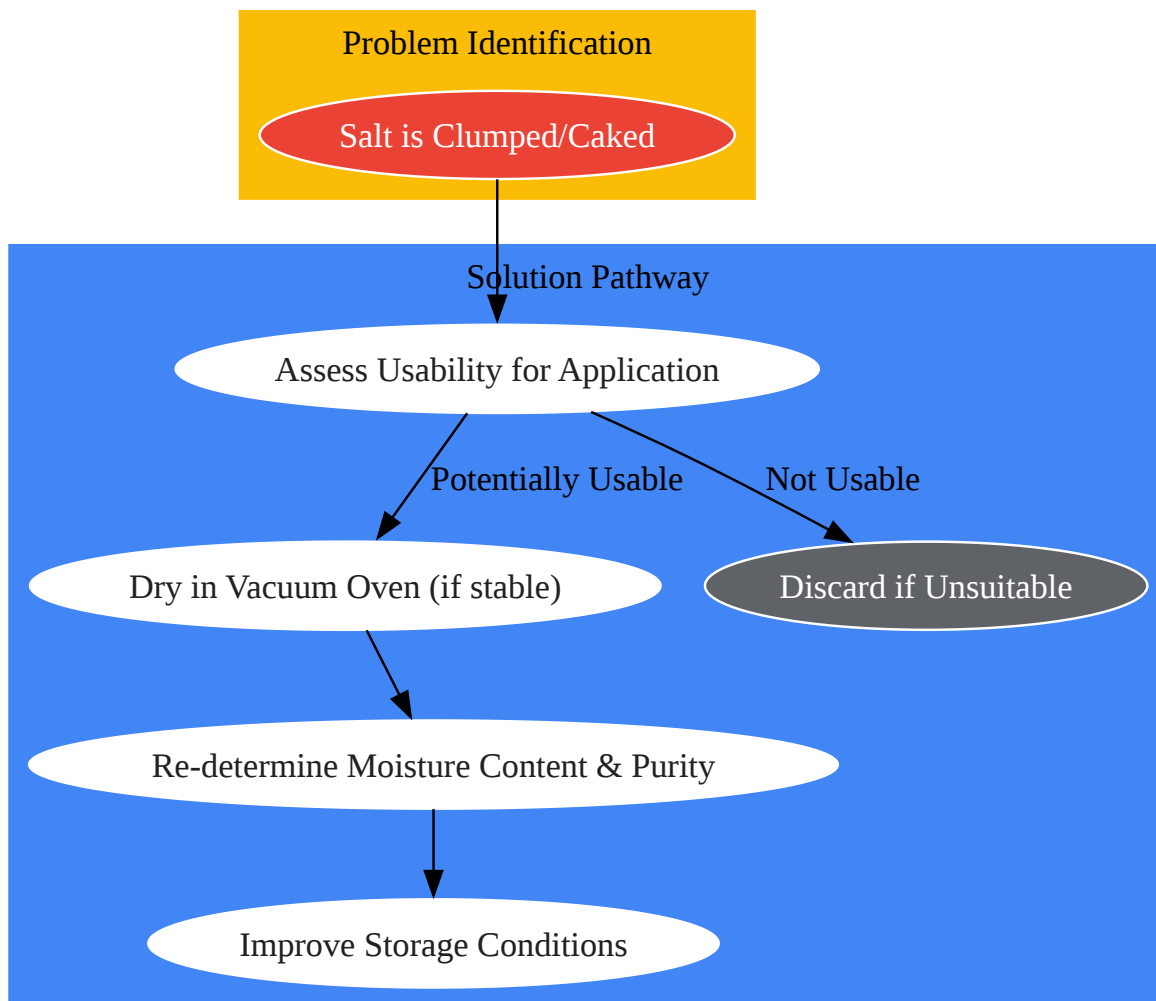 Problem Identification
Salt is Clumped/Caked
Solution Pathway
Assess Usability for Application
Potentially Usable
Not Usable
Dry in Vacuum Oven (if stable)
Discard if Unsuitable
Re-determine Moisture Content & Purity
Improve Storage Conditions